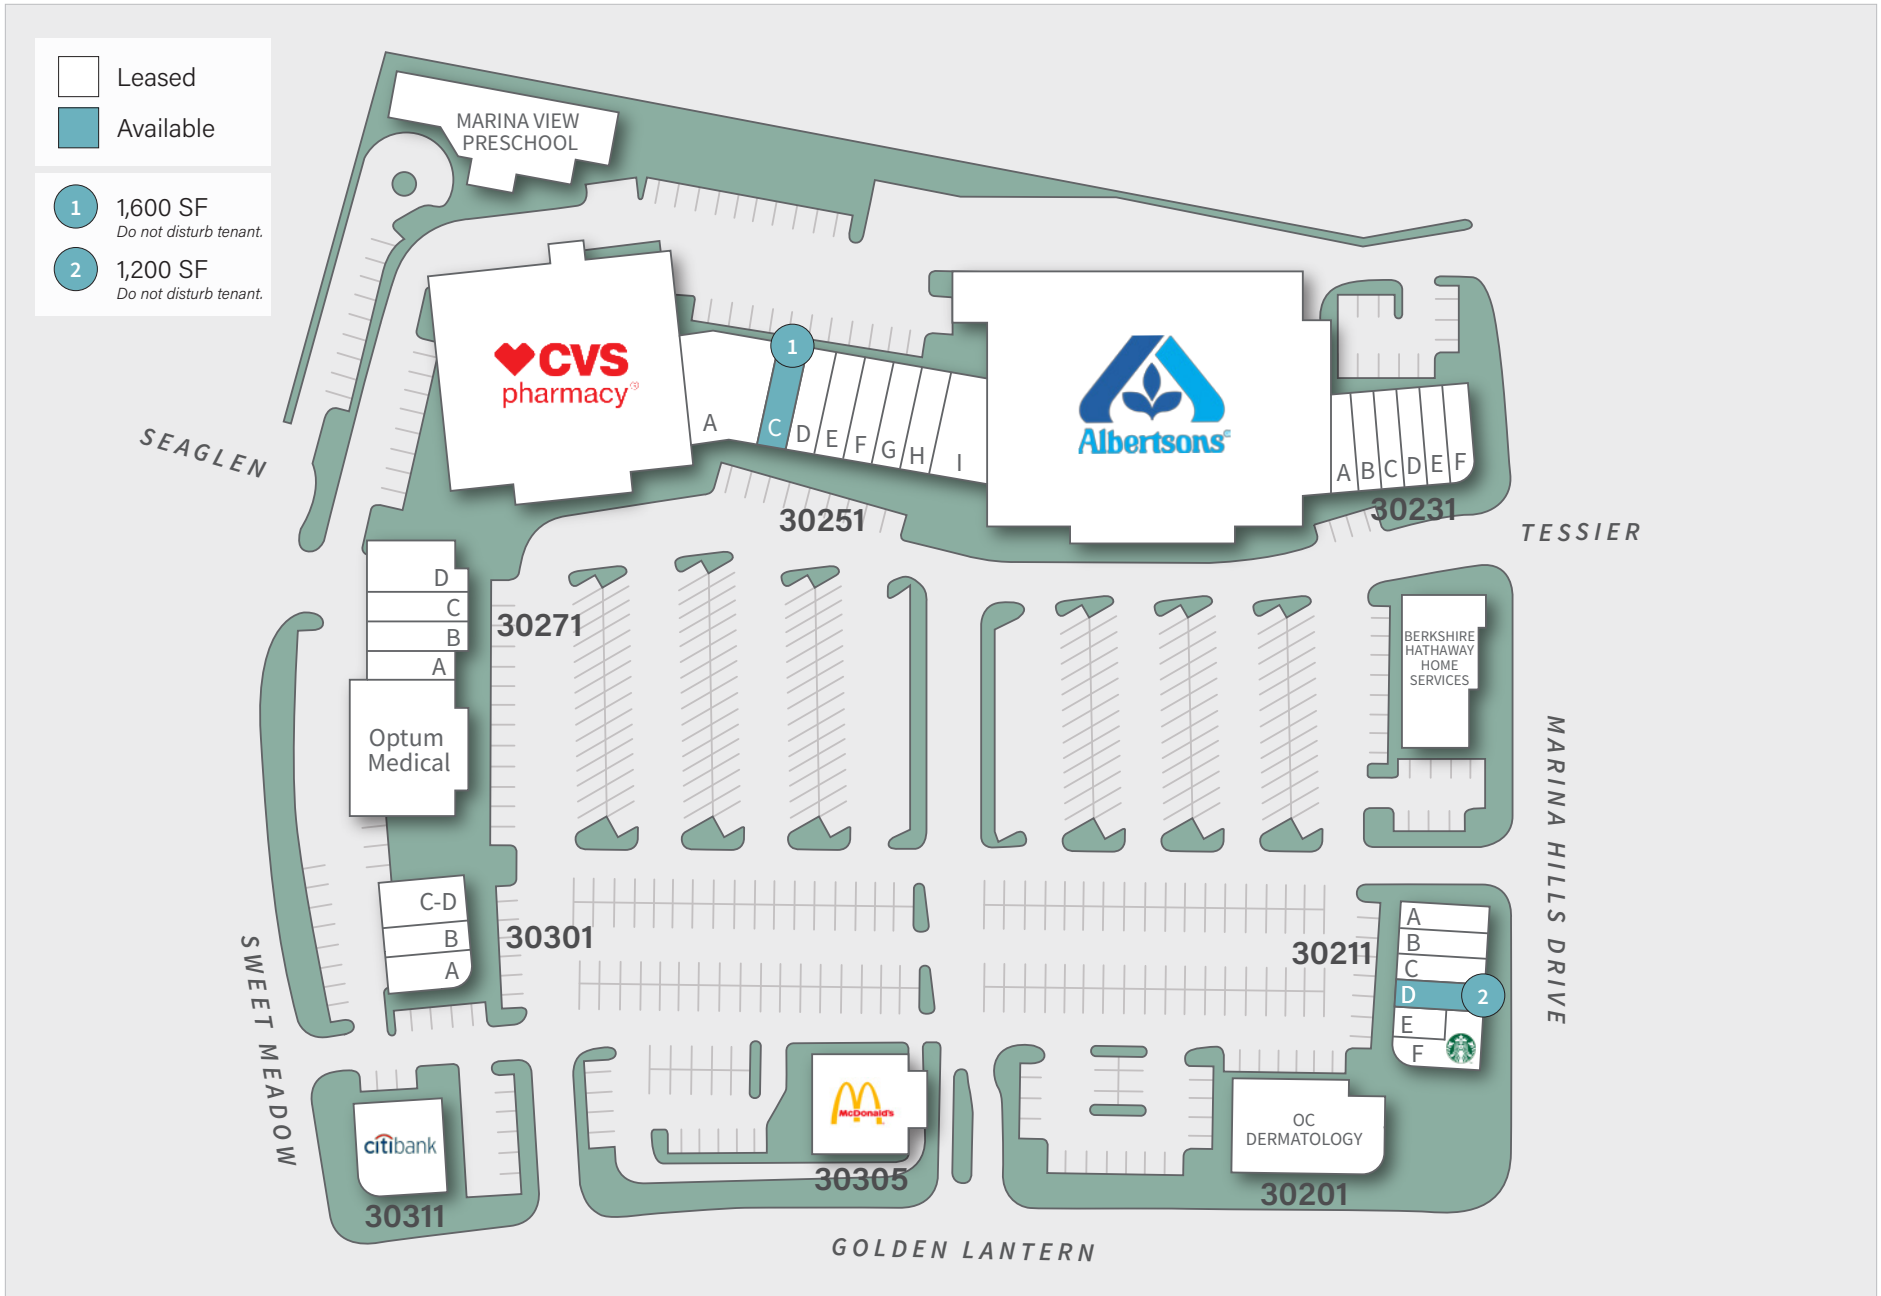 Leased
Available
1
1,600 SF
Do not disturb tenant.
2
1,200 SF
Do not disturb tenant.
MARINA VIEW
PRESCHOOL
CVS
pharmacy
1
A
C
D
E
F
G
H
I
30251
Albertsons
A
B
C
D
E
F
30231
SEAGLEN
TESSIER
D
C
B
A
30271
Optum
Medical
BERKSHIRE
HATHAWAY
HOME
SERVICES
MARINA HILLS DRIVE
C-D
B
A
30301
30211
A
B
C
D
2
E
F
SWEET MEADOW
citibank
30311
McDonald's
30305
OC
DERMATOLOGY
30201
GOLDEN LANTERN